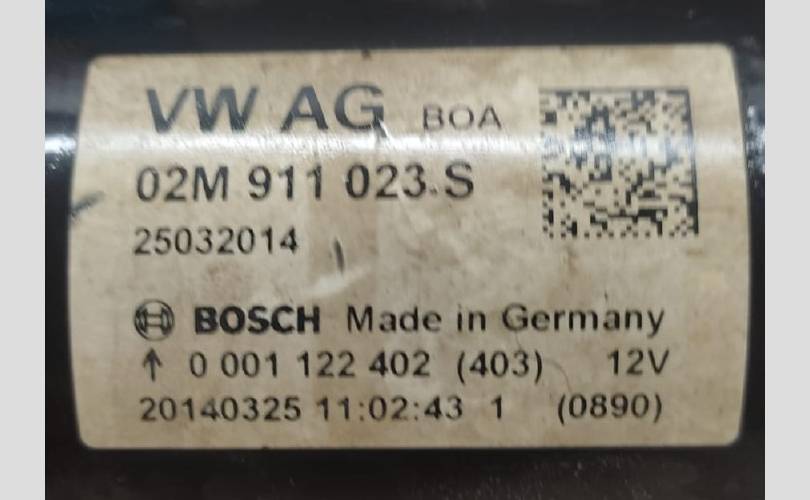 VW AG BOA
02M 911 023.S
25032014
BOSCH Made in Germany
↑ 0 001 122 402 (403) 12V
20140325 11:02:43 1 (0890)